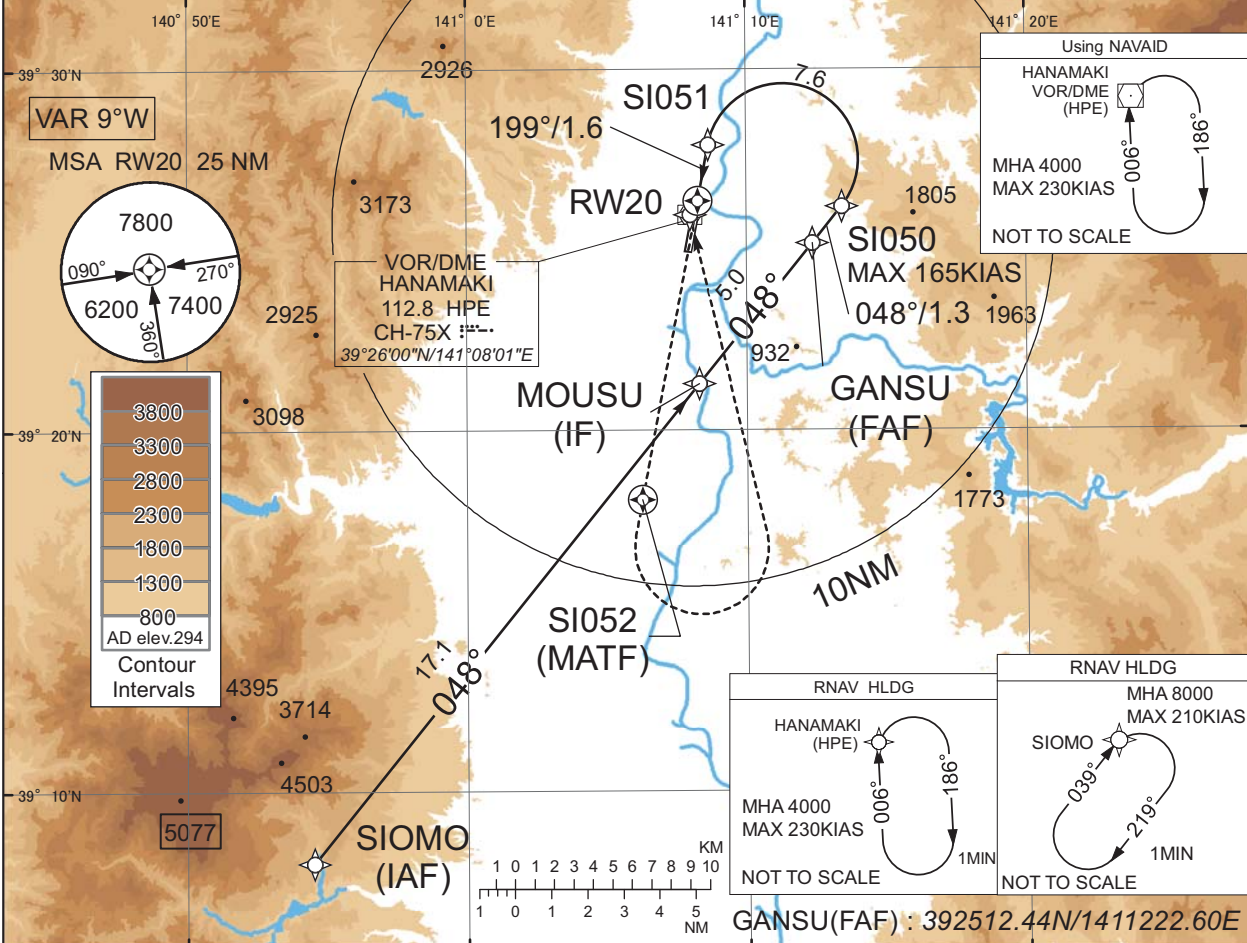 140° 50'E
141° 0'E
141° 10'E
141° 20'E
39° 30'N
39° 20'N
39° 10'N
2926
VAR 9°W
MSA RW20 25 NM
7800
090°
270°
6200
7400
360°
3173
SI051
199°/1.6
7.6
RW20
1805
SI050
MAX 165KIAS
048°/1.3
1963
VOR/DME
HANAMAKI
112.8 HPE
CH-75X
39°26'00"N/141°08'01"E
2925
3098
5.0
048°
932
MOUSU
(IF)
GANSU
(FAF)
1773
10NM
SI052
(MATF)
17.1
048°
3800
3300
2800
2300
1800
1300
800
AD elev.294
Contour
Intervals
4395
3714
4503
5077
SIOMO
(IAF)
KM
1 0 1 2 3 4 5 6 7 8 9 10
1 0 1 2 3 4 5
NM
Using NAVAID
HANAMAKI
VOR/DME
(HPE)
006°
186°
MHA 4000
MAX 230KIAS
NOT TO SCALE
RNAV HLDG
HANAMAKI
(HPE)
006°
186°
MHA 4000
MAX 230KIAS
1MIN
NOT TO SCALE
RNAV HLDG
MHA 8000
MAX 210KIAS
SIOMO
039°
219°
1MIN
NOT TO SCALE
GANSU(FAF) : 392512.44N/1411222.60E